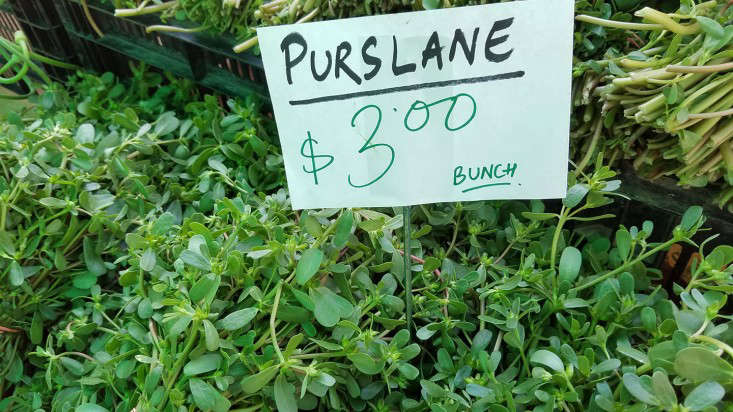 PURSLANE
$3.00
BUNCH.